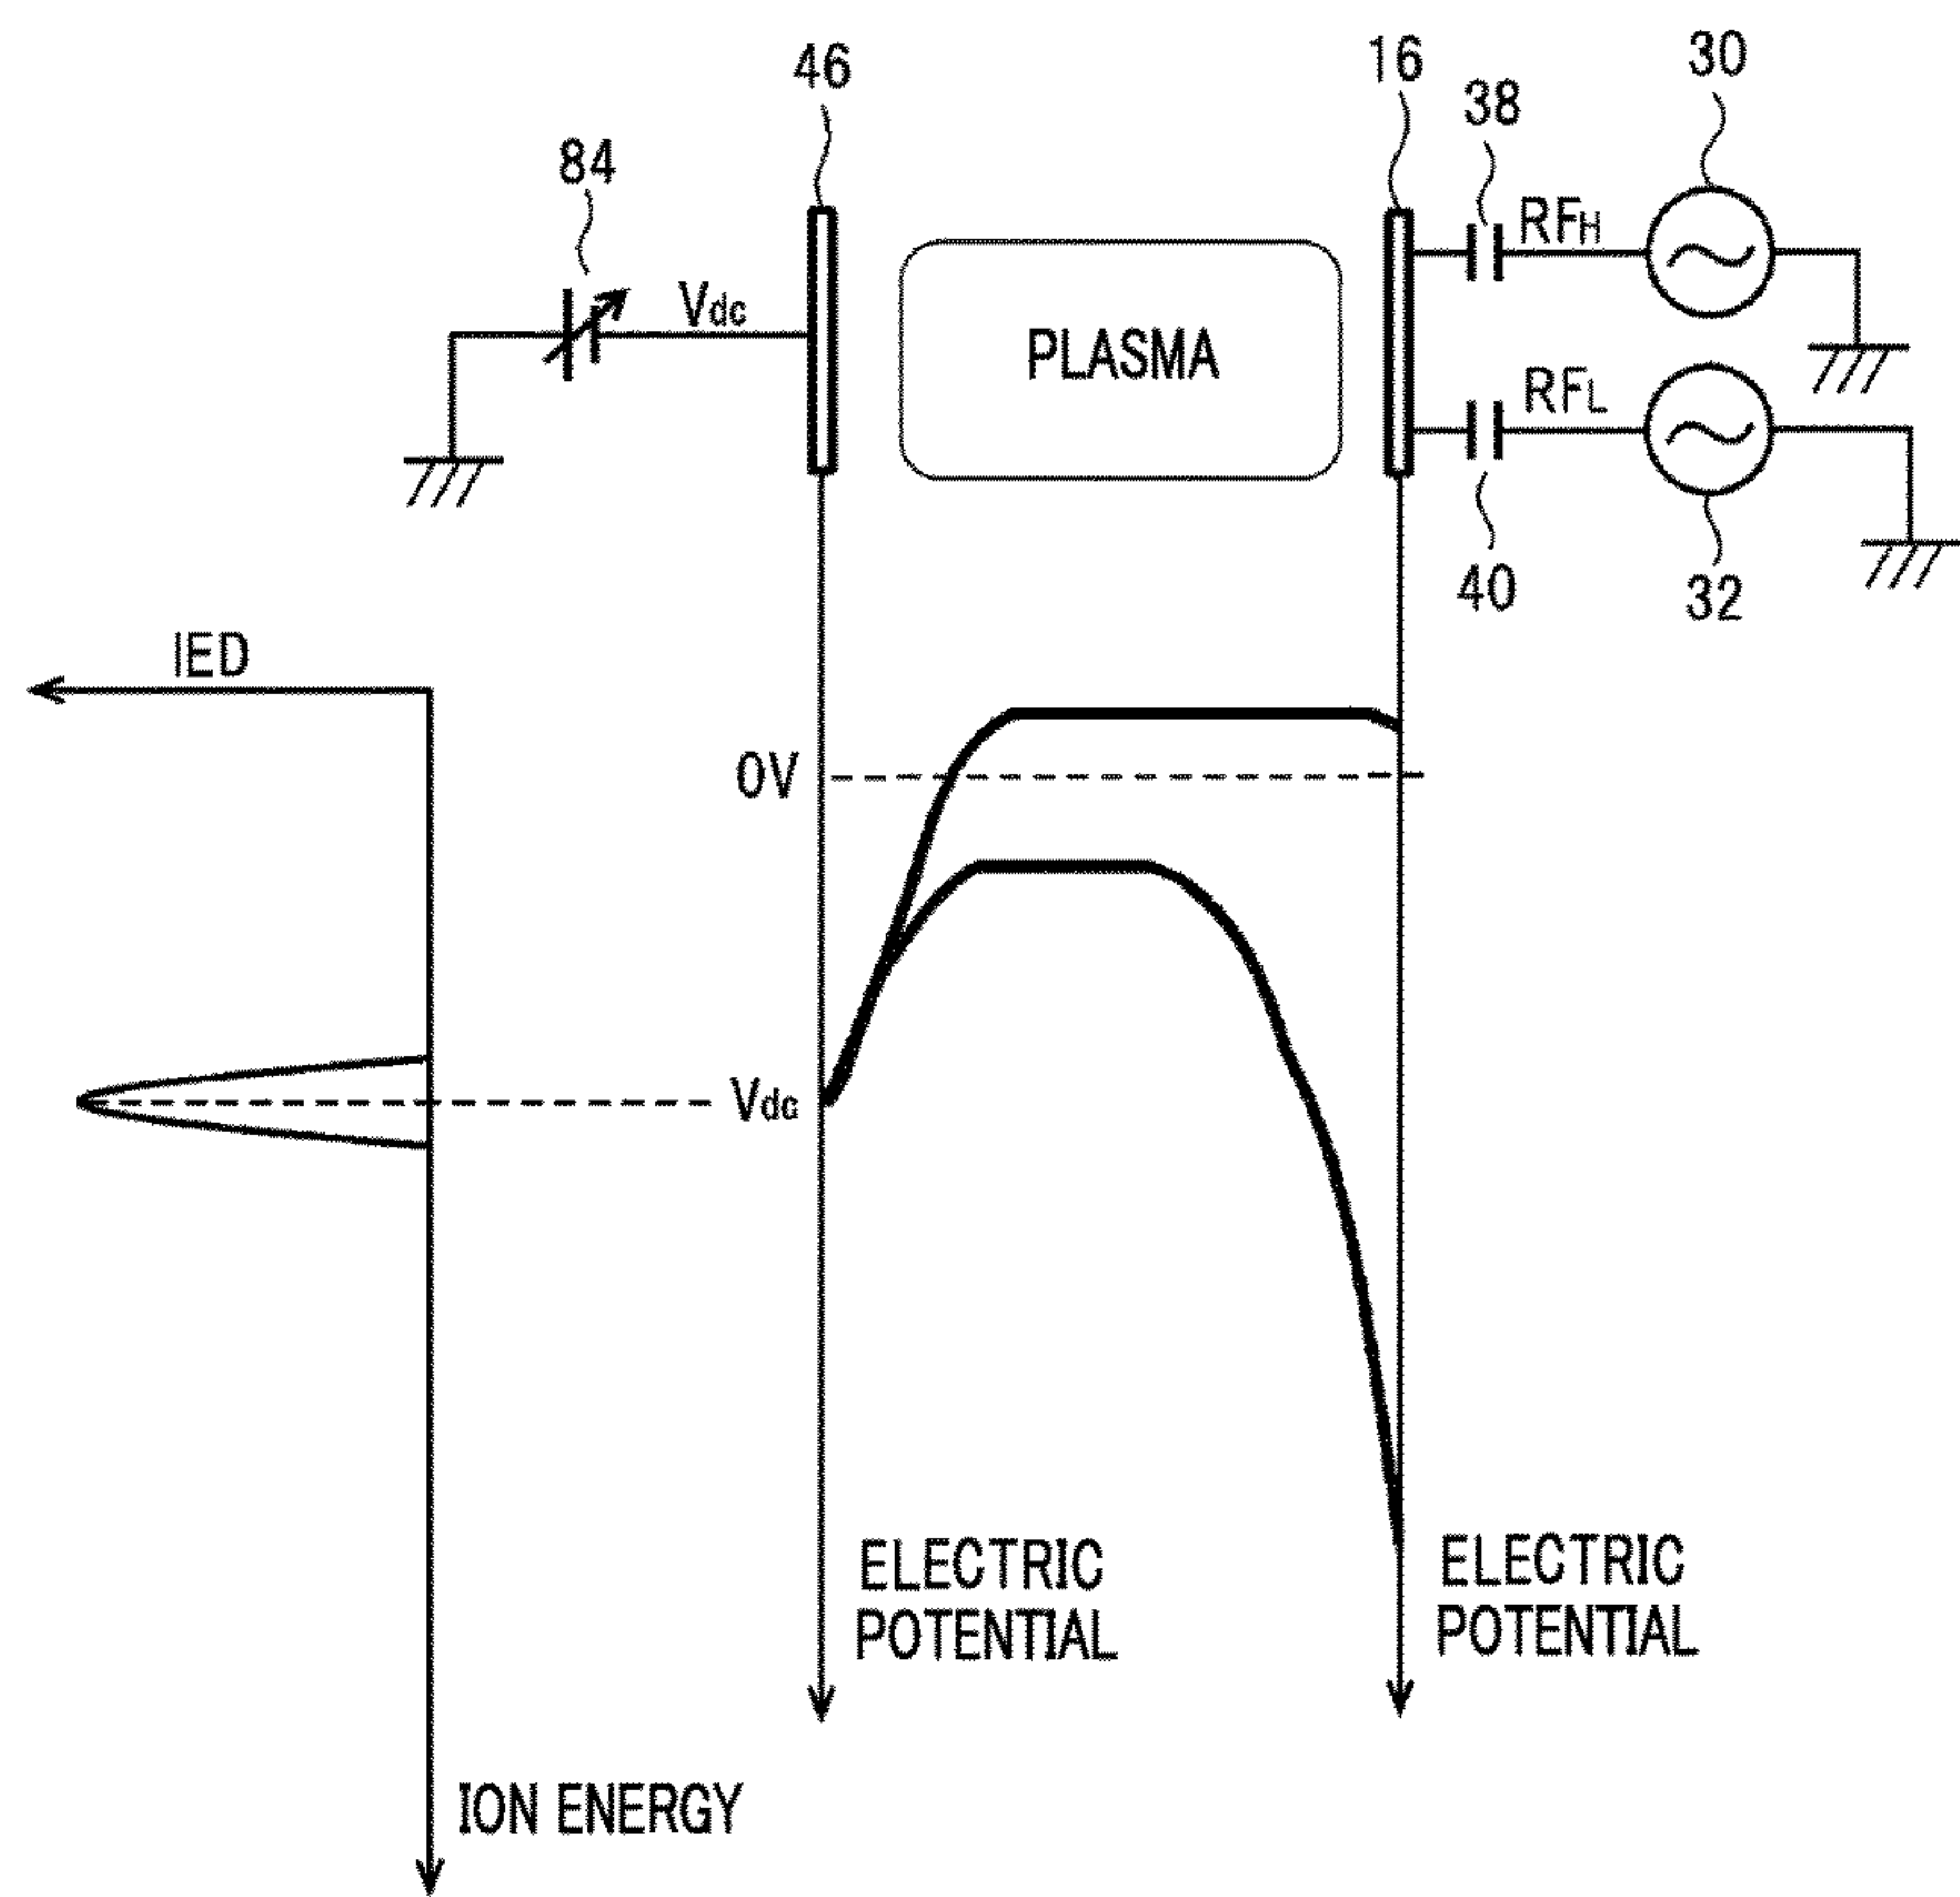 46
16
30
38
84
RFH
Vdc
PLASMA
RFL
40
32
IED
0V
Vdc
ELECTRIC
POTENTIAL
ELECTRIC
POTENTIAL
ION ENERGY